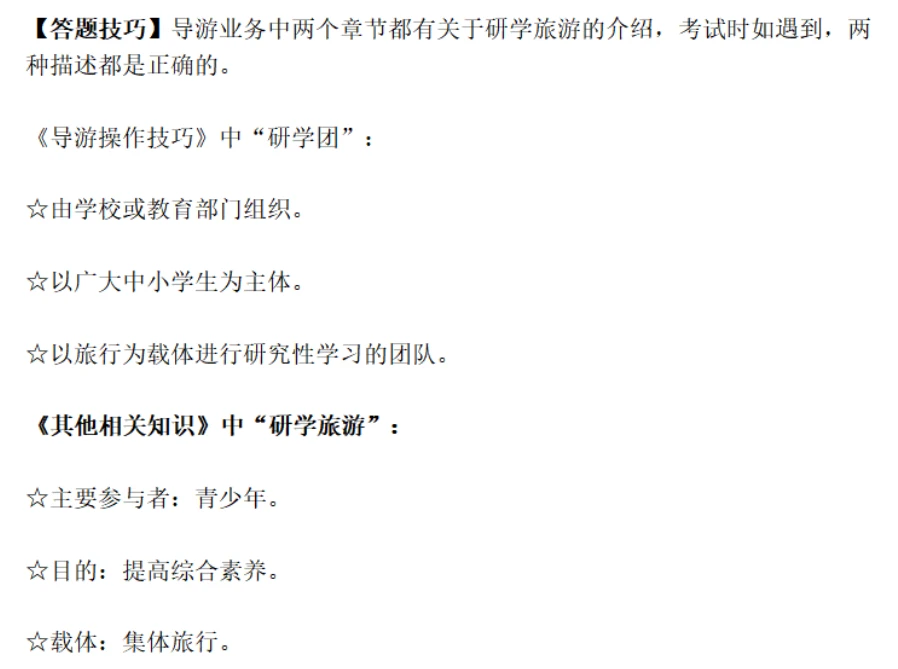 【答题技巧】导游业务中两个章节都有关于研学旅游的介绍，考试时如遇到，两
种描述都是正确的。
《导游操作技巧》中“研学团”：
☆由学校或教育部门组织。
☆以广大中小学生为主体。
☆以旅行为载体进行研究性学习的团队。
《其他相关知识》中“研学旅游”：
☆主要参与者：青少年。
☆目的：提高综合素养。
☆载体：集体旅行。